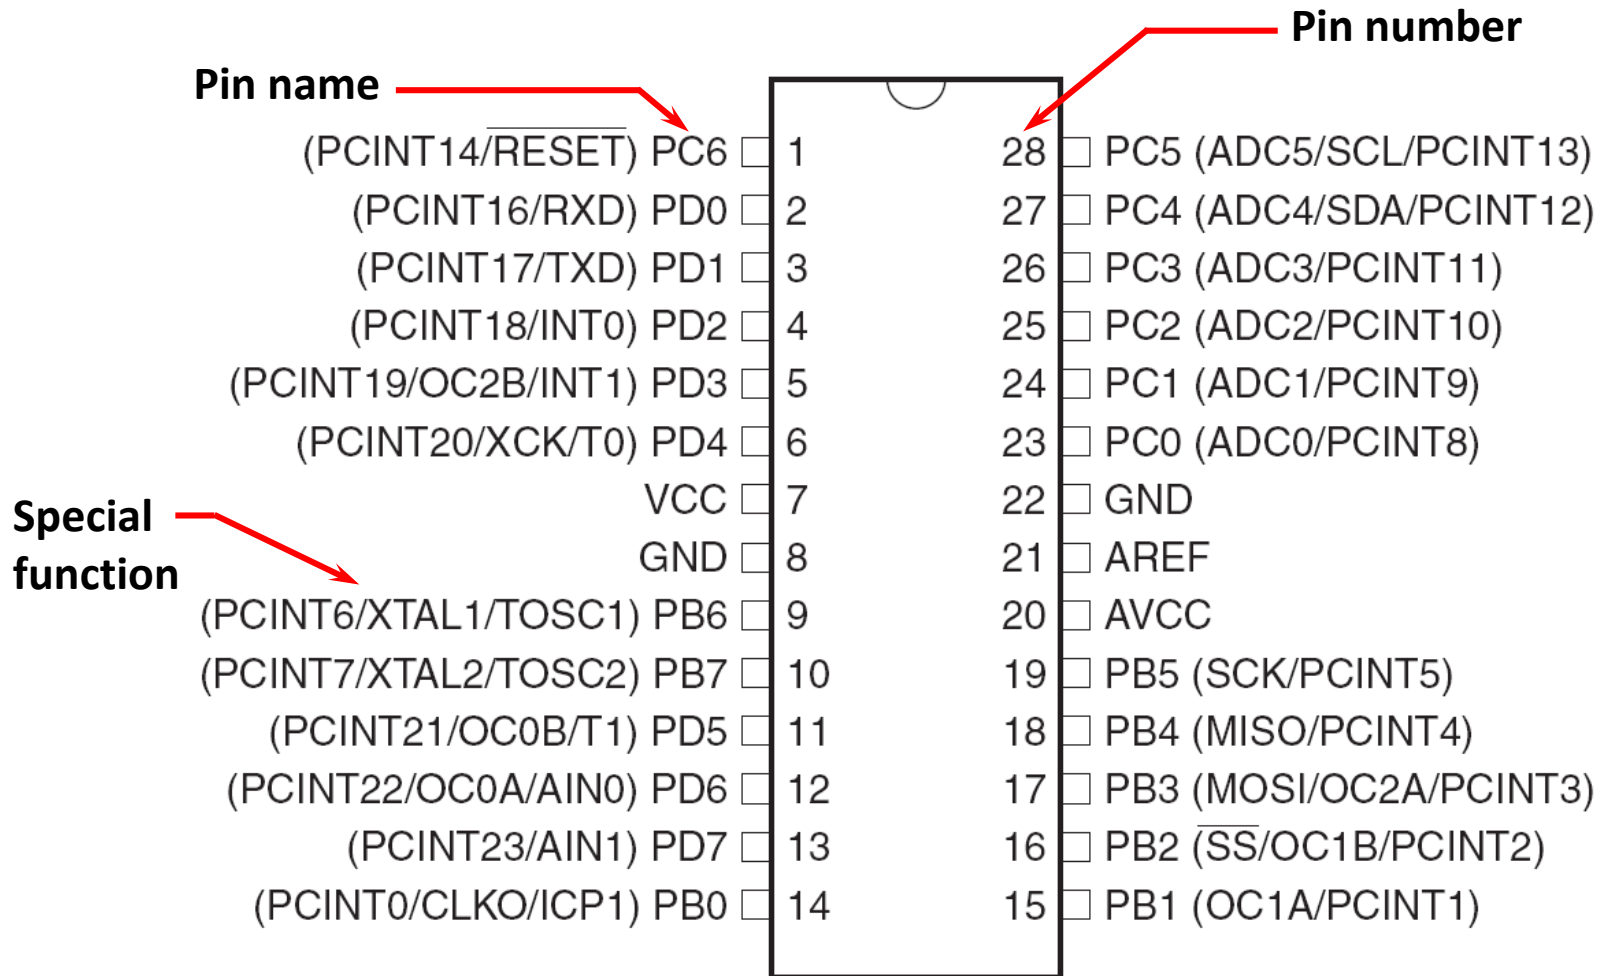 Pin number
Pin name
(PCINT14/RESET) PC6 1 28 PC5 (ADC5/SCL/PCINT13)
(PCINT16/RXD) PD0 2 27 PC4 (ADC4/SDA/PCINT12)
(PCINT17/TXD) PD1 3 26 PC3 (ADC3/PCINT11)
(PCINT18/INT0) PD2 4 25 PC2 (ADC2/PCINT10)
(PCINT19/OC2B/INT1) PD3 5 24 PC1 (ADC1/PCINT9)
(PCINT20/XCK/T0) PD4 6 23 PC0 (ADC0/PCINT8)
VCC 7 22 GND
Special
function
GND 8 21 AREF
(PCINT6/XTAL1/TOSC1) PB6 9 20 AVCC
(PCINT7/XTAL2/TOSC2) PB7 10 19 PB5 (SCK/PCINT5)
(PCINT21/OC0B/T1) PD5 11 18 PB4 (MISO/PCINT4)
(PCINT22/OC0A/AIN0) PD6 12 17 PB3 (MOSI/OC2A/PCINT3)
(PCINT23/AIN1) PD7 13 16 PB2 (SS/OC1B/PCINT2)
(PCINT0/CLKO/ICP1) PB0 14 15 PB1 (OC1A/PCINT1)